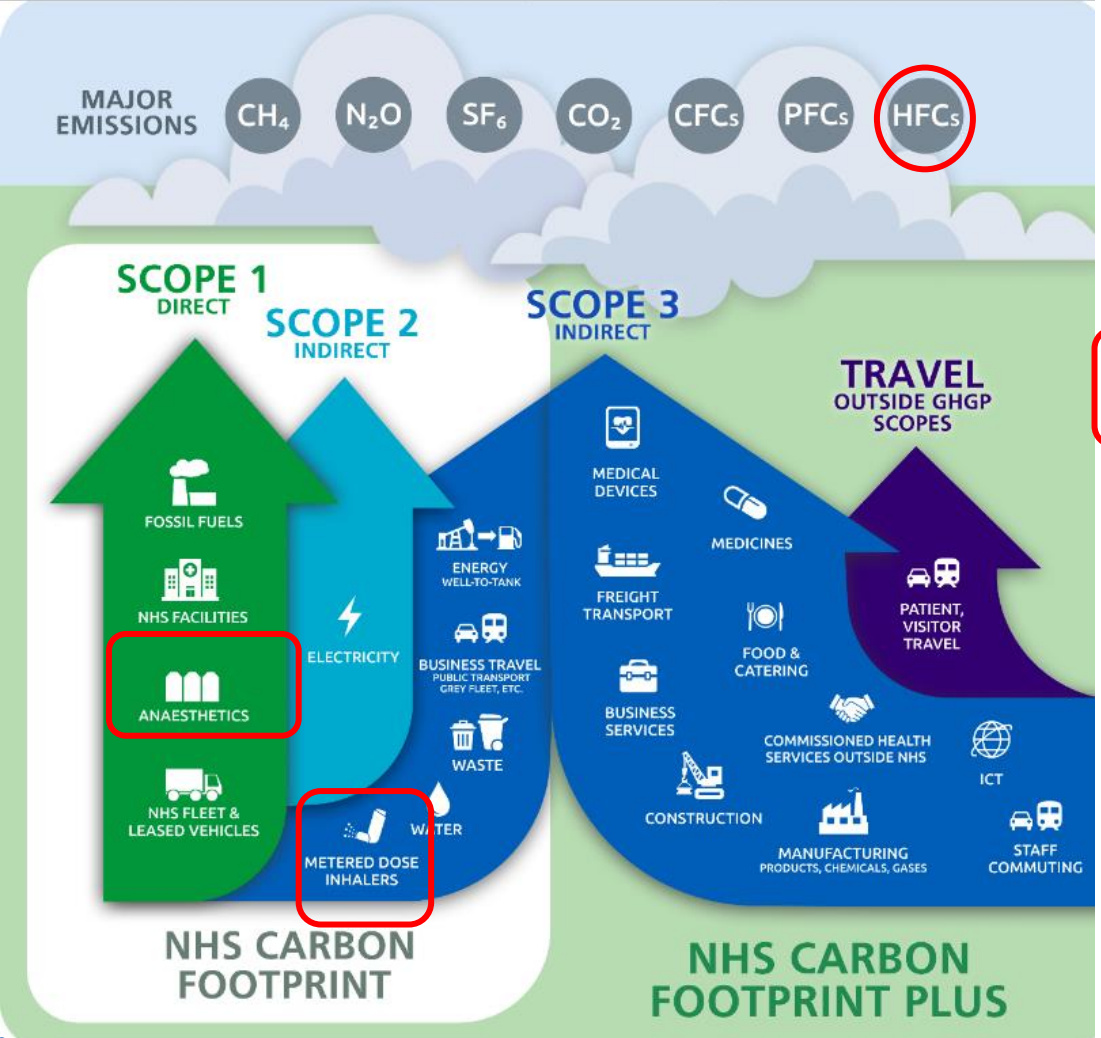 MAJOR
EMISSIONS
CH₄
N₂O
SF₆
CO₂
CFCs
PFCs
HFCs
SCOPE 1
DIRECT
SCOPE 2
INDIRECT
SCOPE 3
INDIRECT
TRAVEL
OUTSIDE GHGP
SCOPES
FOSSIL FUELS
NHS FACILITIES
ANAESTHETICS
NHS FLEET &
LEASED VEHICLES
ELECTRICITY
ENERGY
WELL-TO-TANK
BUSINESS TRAVEL
PUBLIC TRANSPORT
GREY FLEET, ETC.
WASTE
WATER
METERED DOSE
INHALERS
MEDICAL
DEVICES
MEDICINES
FREIGHT
TRANSPORT
FOOD &
CATERING
BUSINESS
SERVICES
COMMISSIONED HEALTH
SERVICES OUTSIDE NHS
CONSTRUCTION
MANUFACTURING
PRODUCTS, CHEMICALS, GASES
ICT
STAFF
COMMUTING
PATIENT,
VISITOR
TRAVEL
NHS CARBON
FOOTPRINT
NHS CARBON
FOOTPRINT PLUS